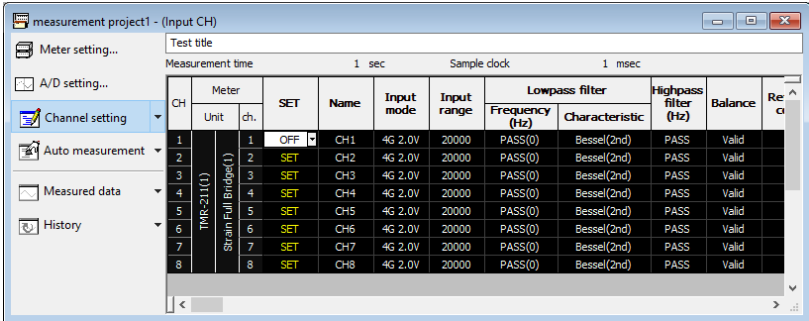 measurement project1 - (Input CH)
Meter setting...
A/D setting...
Channel setting
Auto measurement
Measured data
History
Test title
Measurement time 1 sec Sample clock 1 msec
CH Meter Unit ch. SET Name Input mode Input range Lowpass filter Frequency (Hz) Characteristic Highpass filter (Hz) Balance
TMR-211(1)
Strain Full Bridge(1)
1 1 OFF CH1 4G 2.0V 20000 PASS(0) Bessel(2nd) PASS Valid
2 2 SET CH2 4G 2.0V 20000 PASS(0) Bessel(2nd) PASS Valid
3 3 SET CH3 4G 2.0V 20000 PASS(0) Bessel(2nd) PASS Valid
4 4 SET CH4 4G 2.0V 20000 PASS(0) Bessel(2nd) PASS Valid
5 5 SET CH5 4G 2.0V 20000 PASS(0) Bessel(2nd) PASS Valid
6 6 SET CH6 4G 2.0V 20000 PASS(0) Bessel(2nd) PASS Valid
7 7 SET CH7 4G 2.0V 20000 PASS(0) Bessel(2nd) PASS Valid
8 8 SET CH8 4G 2.0V 20000 PASS(0) Bessel(2nd) PASS Valid